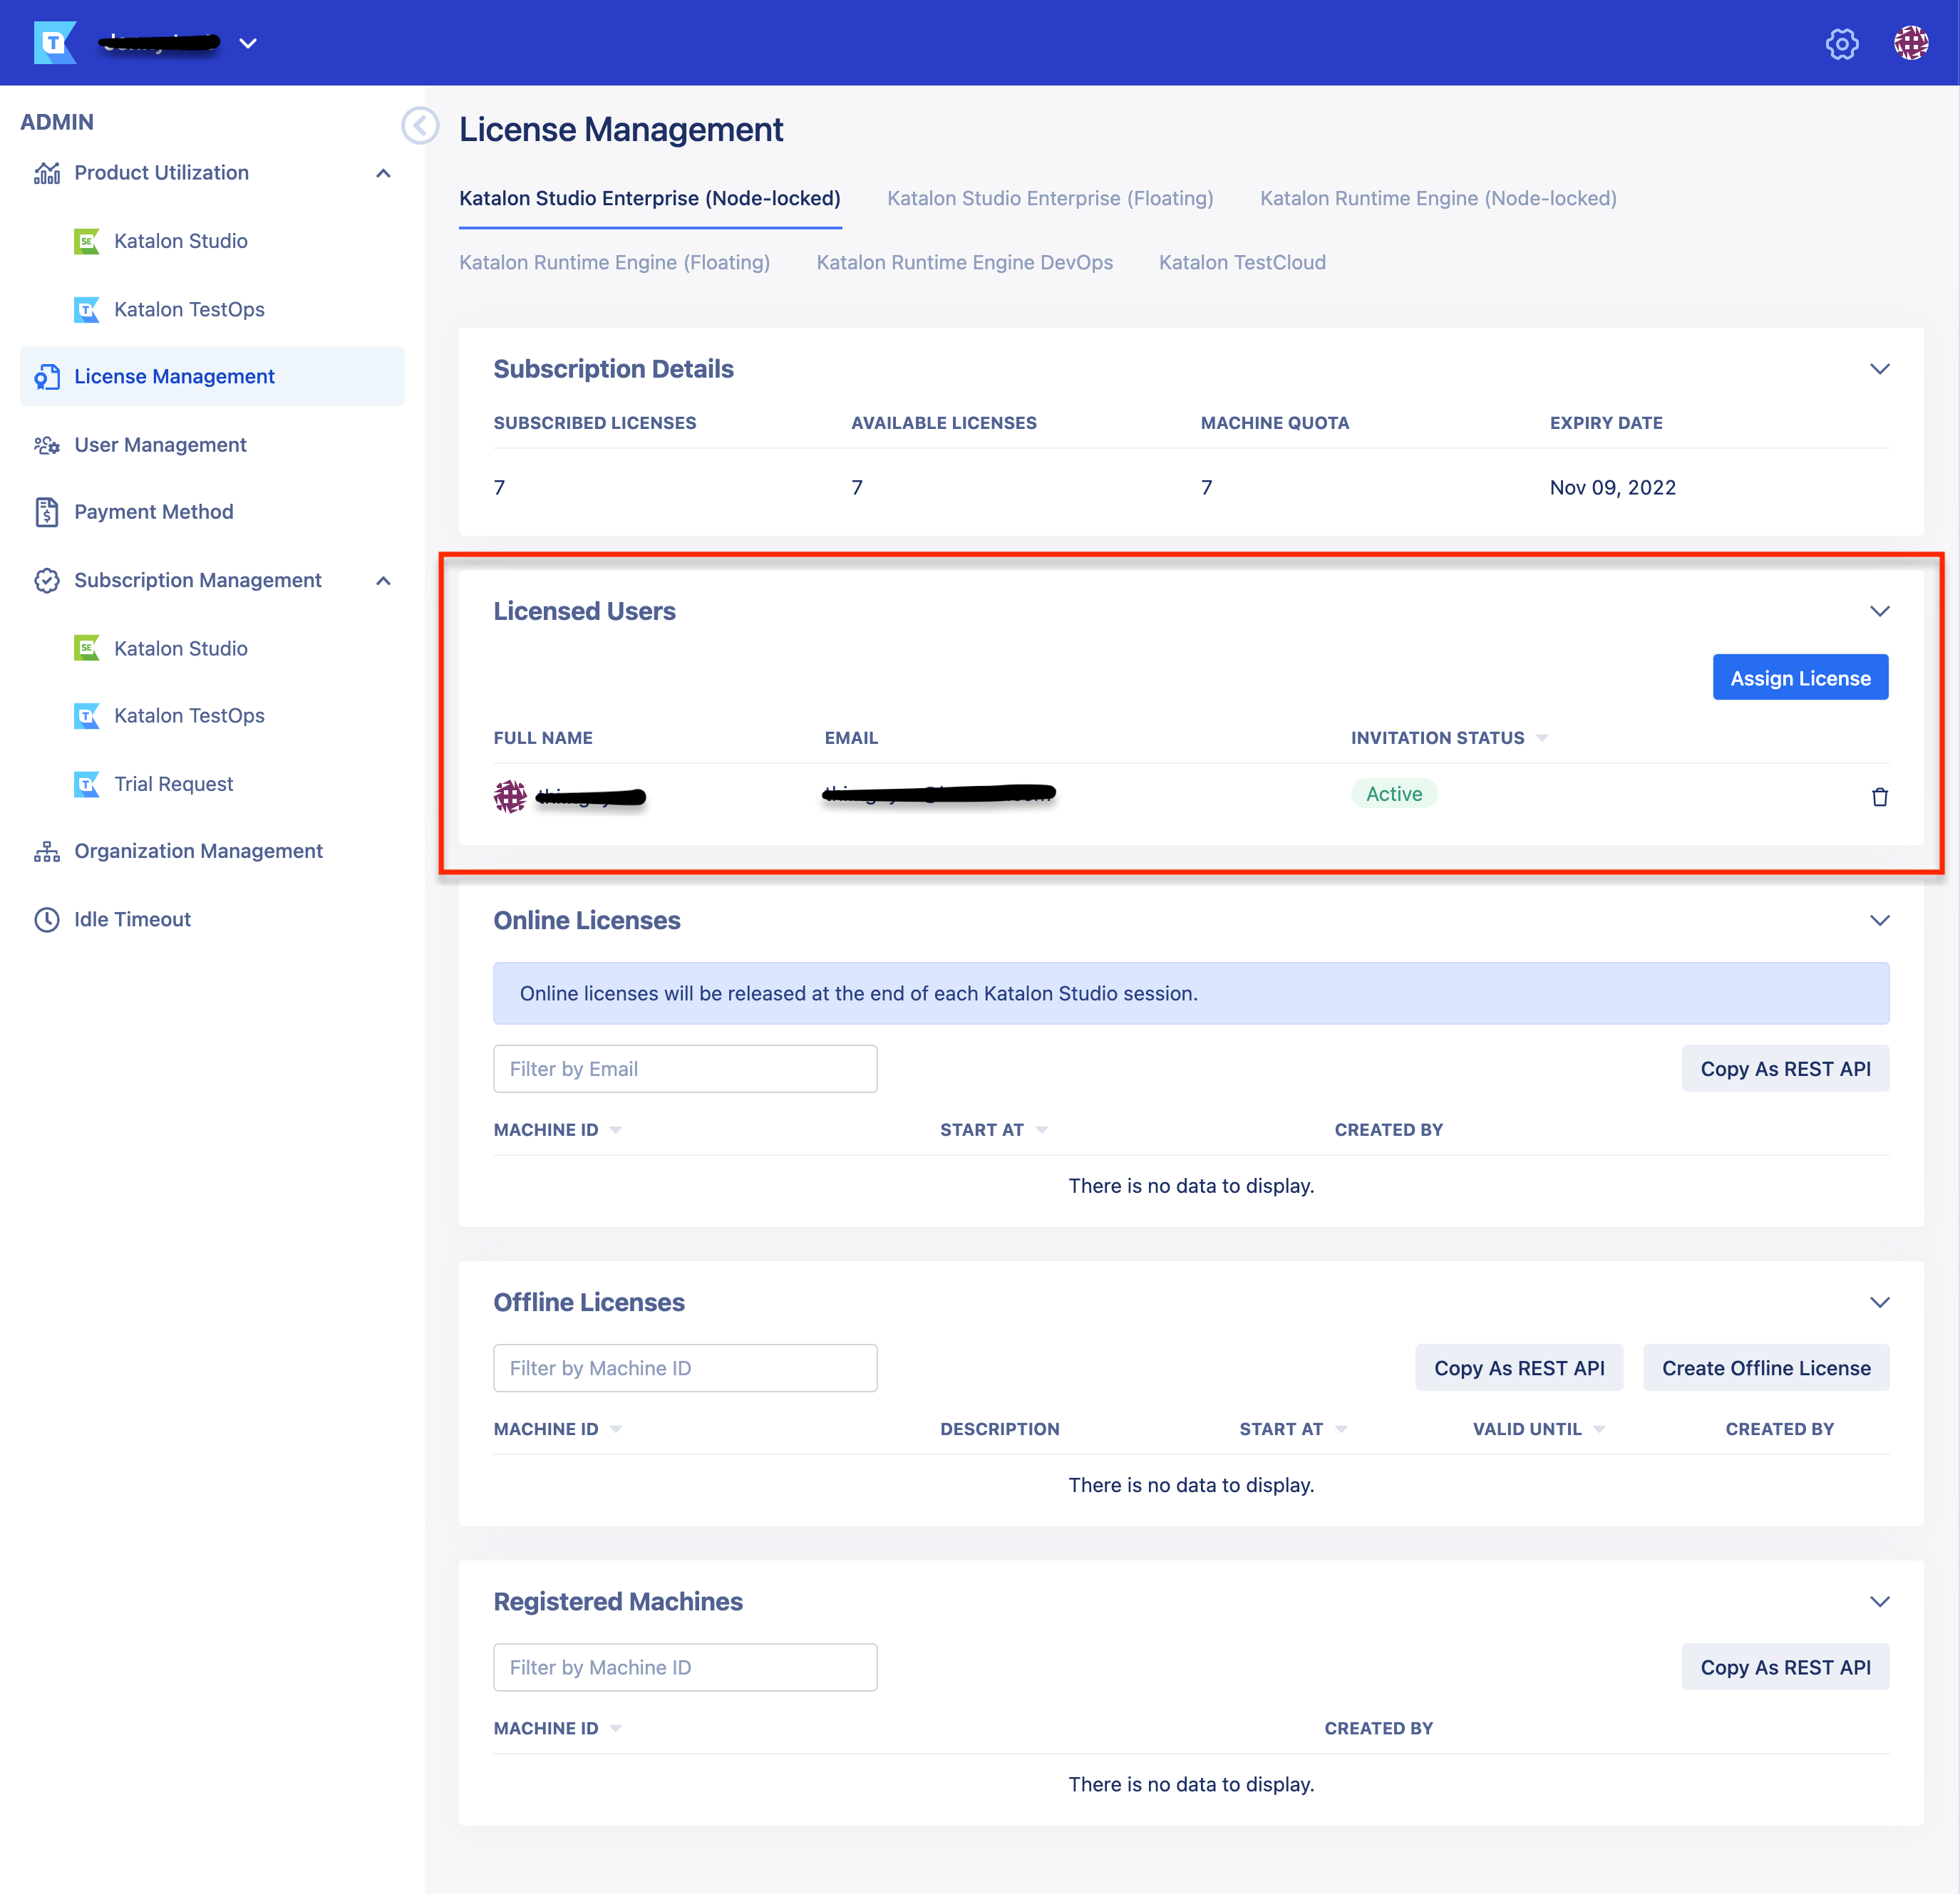 ADMIN
Product Utilization
Katalon Studio
Katalon TestOps
License Management
User Management
Payment Method
Subscription Management
Katalon Studio
Katalon TestOps
Trial Request
Organization Management
Idle Timeout
License Management
Katalon Studio Enterprise (Node-locked) Katalon Studio Enterprise (Floating) Katalon Runtime Engine (Node-locked)
Katalon Runtime Engine (Floating) Katalon Runtime Engine DevOps Katalon TestCloud
Subscription Details
SUBSCRIBED LICENSES AVAILABLE LICENSES MACHINE QUOTA EXPIRY DATE
7 7 7 Nov 09, 2022
Licensed Users
Assign License
FULL NAME EMAIL INVITATION STATUS
Active
Online Licenses
Online licenses will be released at the end of each Katalon Studio session.
Filter by Email Copy As REST API
MACHINE ID START AT CREATED BY
There is no data to display.
Offline Licenses
Filter by Machine ID Copy As REST API Create Offline License
MACHINE ID DESCRIPTION START AT VALID UNTIL CREATED BY
There is no data to display.
Registered Machines
Filter by Machine ID Copy As REST API
MACHINE ID CREATED BY
There is no data to display.